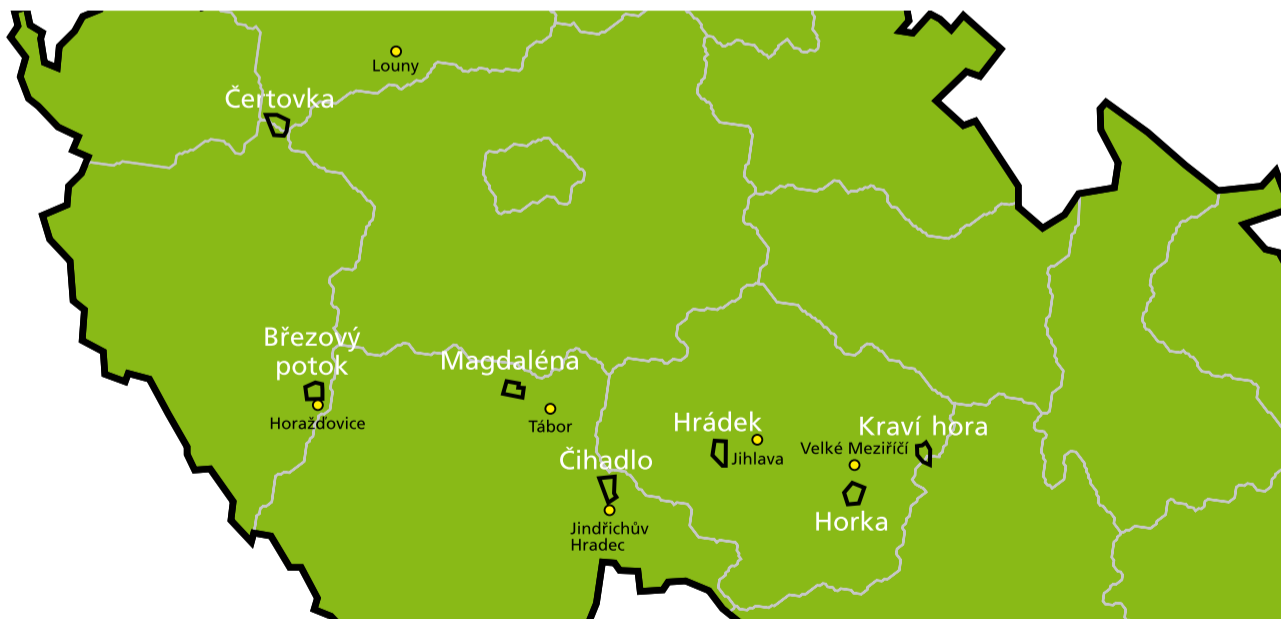 Louny
Čertovka
Březový
potok
Horažďovice
Magdaléna
Tábor
Čihadlo
Jindřichův
Hradec
Hrádek
Jihlava
Velké Meziříčí
Kraví hora
Horka